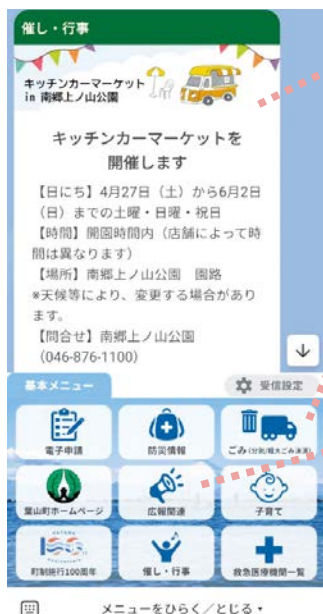 催し・行事
キッチンカーマーケット
in 南郷上ノ山公園
キッチンカーマーケットを
開催します
【日にち】4月27日（土）から6月2日
（日）までの土曜・日曜・祝日
【時間】開園時間内（店舗によって時
間は異なります）
【場所】南郷上ノ山公園　園路
*天候等により、変更する場合があり
ます。
【問合せ】南郷上ノ山公園
（046-876-1100）
基本メニュー
受信設定
電子申請
防災情報
ごみ(分別/粗大ごみ決済)
葉山町ホームページ
広報関連
子育て
町制施行100周年
催し・行事
救急医療機関一覧
メニューをひらく／とじる